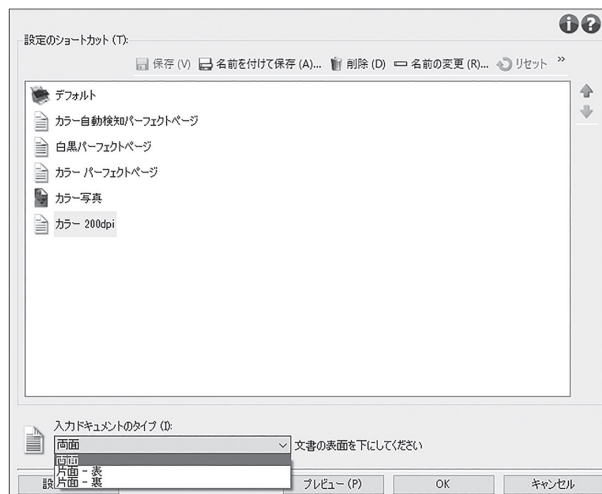 設定のショートカット (T):
保存 (V) 名前を付けて保存 (A)... 削除 (D) 名前の変更 (R)... リセット »
デフォルト
カラー自動検知パーフェクトページ
白黒パーフェクトページ
カラー パーフェクトページ
カラー写真
カラー 200dpi
入力ドキュメントのタイプ (I):
両面 文書の表面を下にしてください
両面
片面 - 表
片面 - 裏
設 プレビュー (P) OK キャンセル